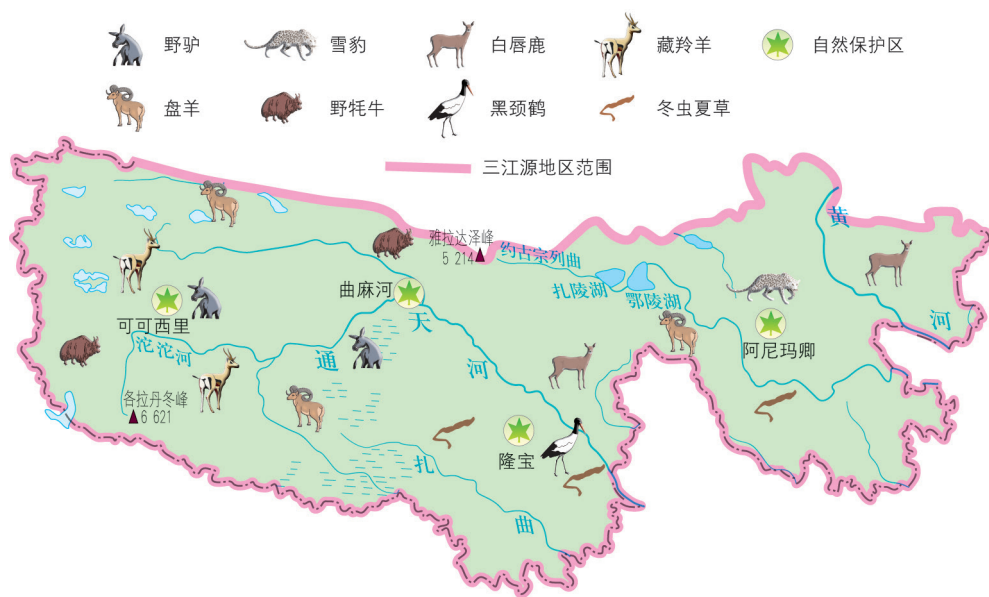 野驴
雪豹
白唇鹿
藏羚羊
自然保护区
盘羊
野牦牛
黑颈鹤
冬虫夏草
三江源地区范围
黄
河
雅拉达泽峰
5 214
约古宗列曲
扎陵湖
鄂陵湖
曲麻河
可可西里
沱沱河
通
天
河
阿尼玛卿
各拉丹冬峰
6 621
隆宝
扎
曲